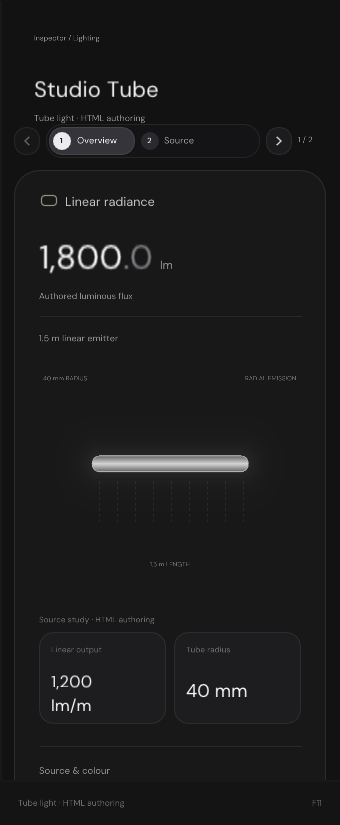 Inspector / Lighting
Studio Tube
Tube light · HTML authoring
1 Overview 2 Source 1 / 2
Linear radiance
1,800.0 lm
Authored luminous flux
1.5 m linear emitter
40 mm RADIUS RADIAL EMISSION
1.5 m LENGTH
Source study · HTML authoring
Linear output Tube radius
1,200
lm/m
40 mm
Source & colour
Tube light · HTML authoring F11